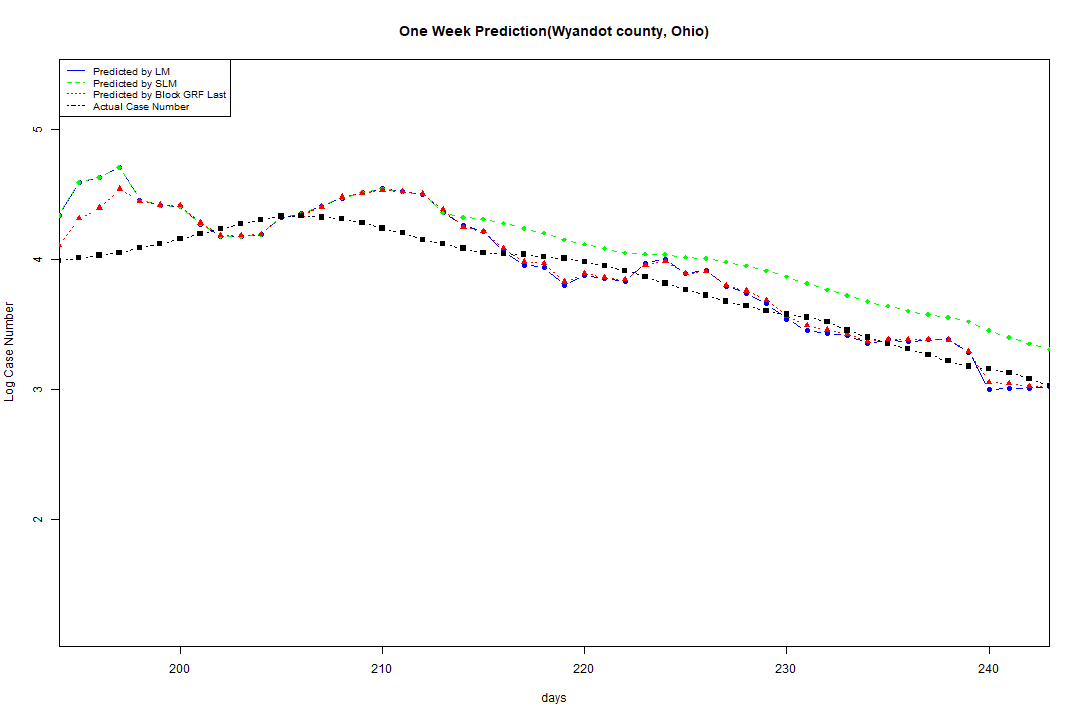 One Week Prediction(Wyandot county, Ohio)
Predicted by LM
Predicted by SLM
Predicted by Block GRF Last
Actual Case Number
5
4
3
2
Log Case Number
200 210 220 230 240
days